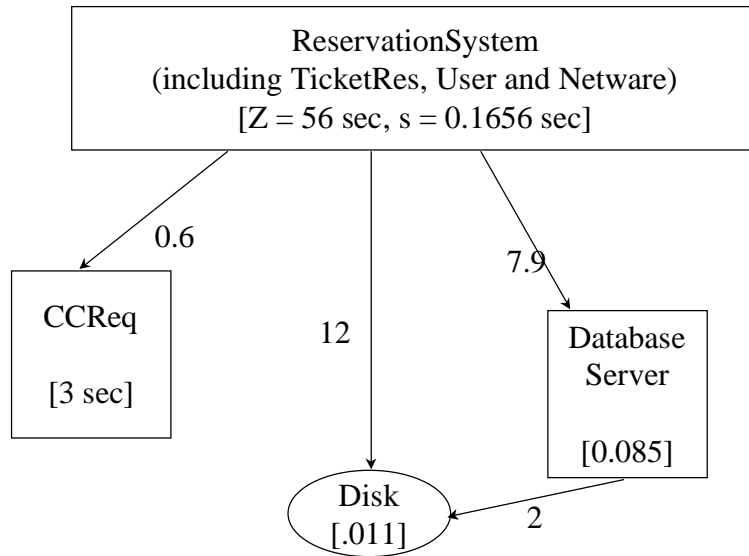 ReservationSystem
(including TicketRes, User and Netware)
[Z = 56 sec, s = 0.1656 sec]
0.6
7.9
CCReq
[3 sec]
12
Database
Server
[0.085]
Disk
[.011]
2